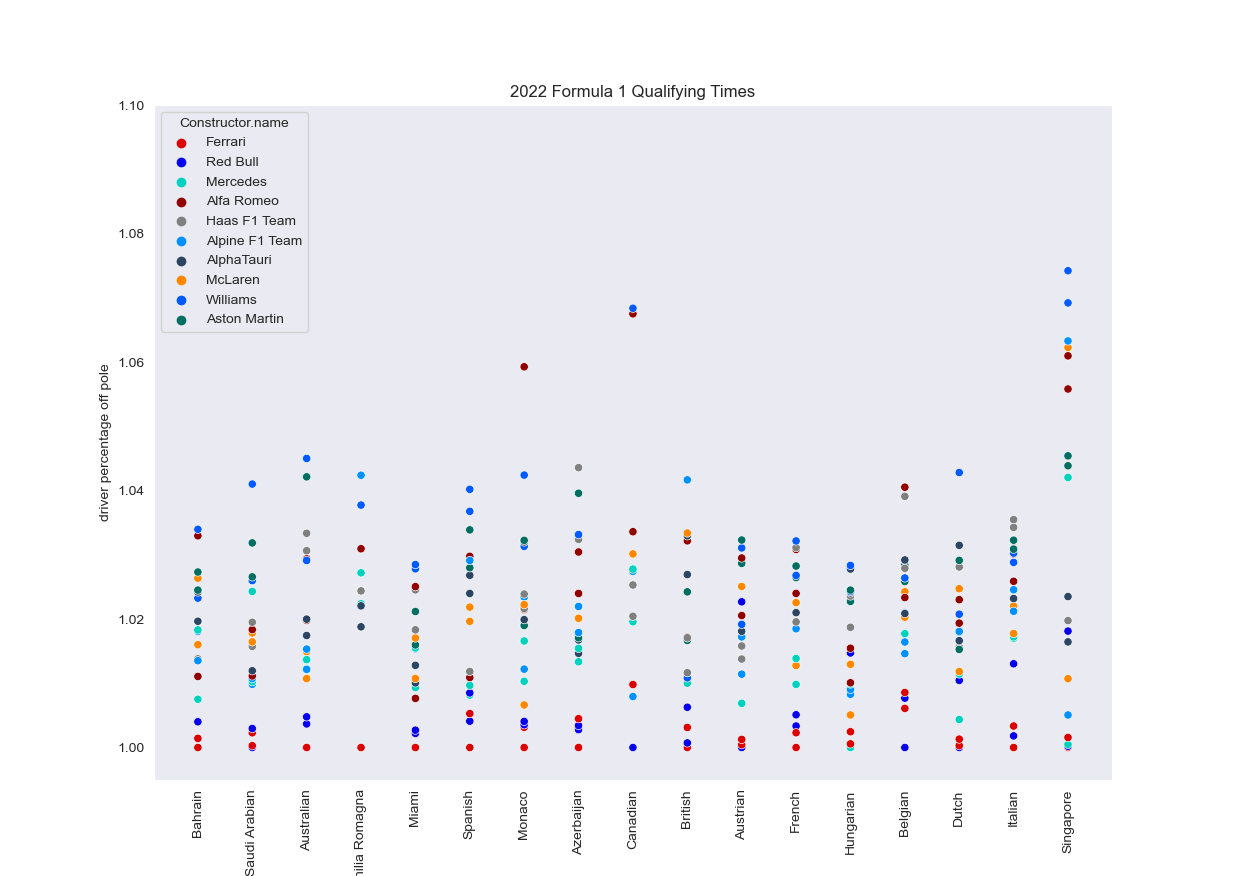 2022 Formula 1 Qualifying Times
1.10
1.08
1.06
1.04
1.02
1.00
driver percentage off pole
Constructor.name
Ferrari
Red Bull
Mercedes
Alfa Romeo
Haas F1 Team
Alpine F1 Team
AlphaTauri
McLaren
Williams
Aston Martin
Bahrain
Saudi Arabian
Australian
nilia Romagna
Miami
Spanish
Monaco
Azerbaijan
Canadian
British
Austrian
French
Hungarian
Belgian
Dutch
Italian
Singapore